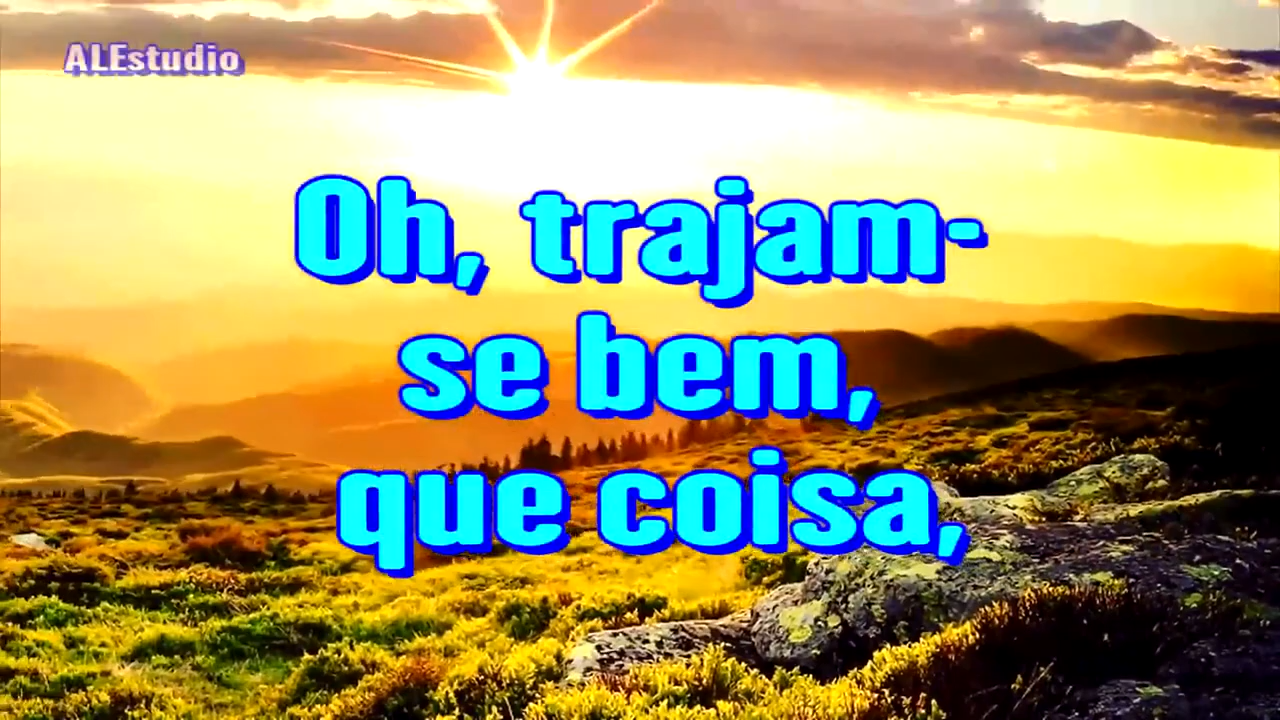 ALEstudio
Oh, trajam-
se bem,
que coisa,